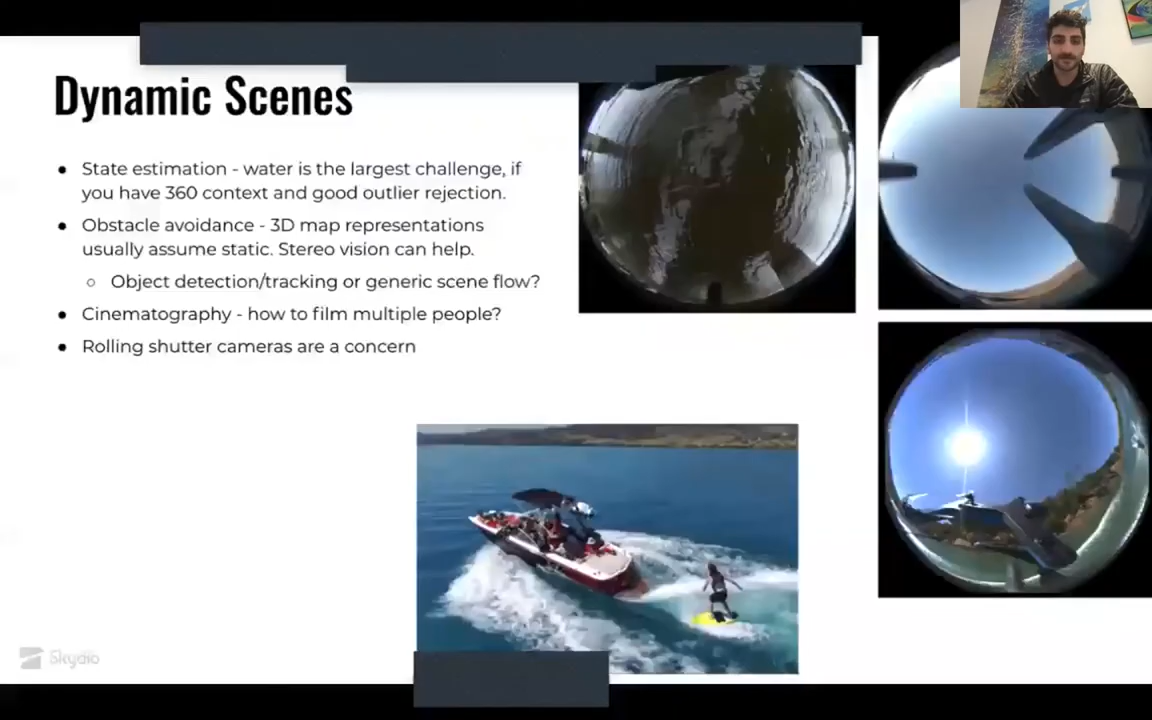 Dynamic Scenes
● State estimation - water is the largest challenge, if
you have 360 context and good outlier rejection.
● Obstacle avoidance - 3D map representations
usually assume static. Stereo vision can help.
○ Object detection/tracking or generic scene flow?
● Cinematography - how to film multiple people?
● Rolling shutter cameras are a concern
Skydio